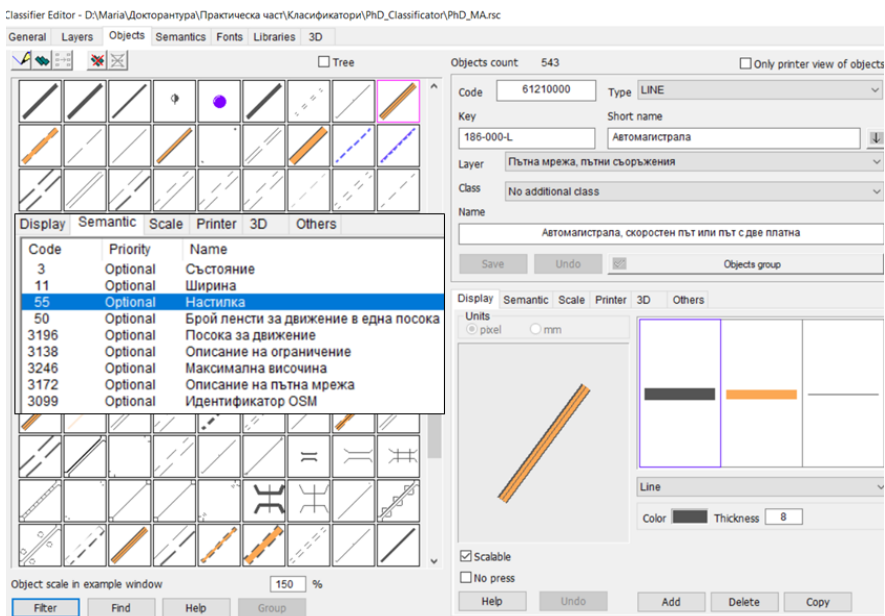 Classifier Editor - D:\Maria\Докторантура\Практическа част\Класификатори\PhD_Classificator\PhD_MA.rsc
General Layers Objects Semantics Fonts Libraries 3D
Tree
Display Semantic Scale Printer 3D Others
Code Priority Name
3 Optional Състояние
11 Optional Ширина
55 Optional Настилка
50 Optional Брой ленсти за движение в една посока
3196 Optional Посока за движение
3138 Optional Описание на ограничение
3246 Optional Максимална височина
3172 Optional Описание на пътна мрежа
3099 Optional Идентификатор OSM
Object scale in example window 150 %
Filter Find Help Group
Objects count 543 Only printer view of objects
Code 61210000 Type LINE
Key Short name
186-000-L Автомагистрала
Layer Пътна мрежа, пътни съоръжения
Class No additional class
Name
Автомагистрала, скоростен път или път с две платна
Save Undo Objects group
Display Semantic Scale Printer 3D Others
Units
pixel mm
Line
Color Thickness 8
Scalable
No press
Help Undo Add Delete Copy